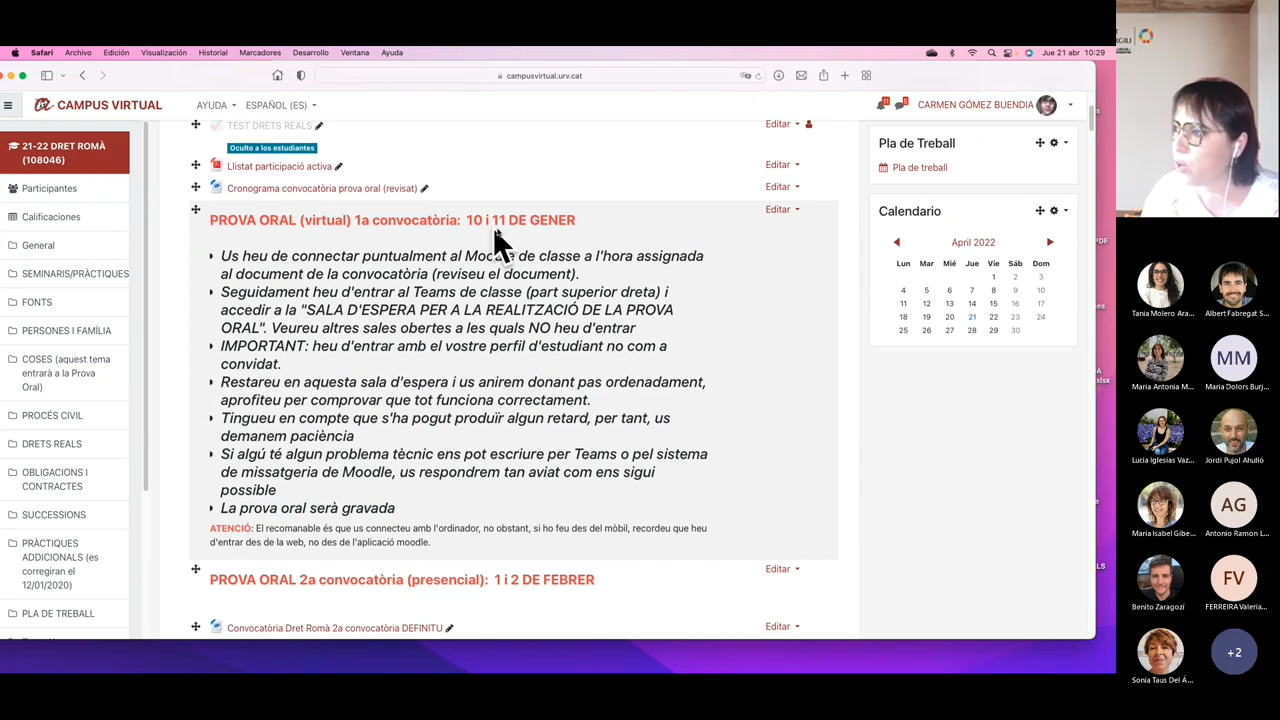 Safari Archivo Edición Visualización Historial Marcadores Desarrollo Ventana Ayuda Jue 21 abr 10:29
campusvirtual.urv.cat
CAMPUS VIRTUAL AYUDA ESPAÑOL (ES) 11 5 CARMEN GÓMEZ BUENDIA
21-22 DRET ROMÀ (108046)
Participantes
Calificaciones
General
SEMINARIS/PRÀCTIQUES
FONTS
PERSONES I FAMÍLIA
COSES (aquest tema
entrarà a la Prova
Oral)
PROCÉS CIVIL
DRETS REALS
OBLIGACIONS I
CONTRACTES
SUCCESSIONS
PRÀCTIQUES
ADDICIONALS (es
corregiran el
12/01/2020)
PLA DE TREBALL
TEST DRETS REALS Editar
Oculto a los estudiantes
Llistat participació activa Editar
Cronograma convocatòria prova oral (revisat) Editar
PROVA ORAL (virtual) 1a convocatòria: 10 i 11 DE GENER Editar
Us heu de connectar puntualment al Moo de de classe a l'hora assignada
al document de la convocatòria (reviseu el document).
Seguidament heu d'entrar al Teams de classe (part superior dreta) i
accedir a la "SALA D'ESPERA PER A LA REALITZACIÓ DE LA PROVA
ORAL". Veureu altres sales obertes a les quals NO heu d'entrar
IMPORTANT: heu d'entrar amb el vostre perfil d'estudiant no com a
convidat.
Restareu en aquesta sala d'espera i us anirem donant pas ordenadament,
aprofiteu per comprovar que tot funciona correctament.
Tingueu en compte que s'ha pogut produïr algun retard, per tant, us
demanem paciència
Si algú té algun problema tècnic ens pot escriure per Teams o pel sistema
de missatgeria de Moodle, us respondrem tan aviat com ens sigui
possible
La prova oral serà gravada
ATENCIÓ: El recomanable és que us connecteu amb l'ordinador, no obstant, si ho feu des del mòbil, recordeu que heu
d'entrar des de la web, no des de l'aplicació moodle.
PROVA ORAL 2a convocatòria (presencial): 1 i 2 DE FEBRER Editar
Convocatòria Dret Romà 2a convocatòria DEFINITU Editar
Pla de Treball
Pla de treball
Calendario
April 2022
Lun Mar Mié Jue Vie Sáb Dom
1 2 3
4 5 6 7 8 9 10
11 12 13 14 15 16 17
18 19 20 21 22 23 24
25 26 27 28 29 30
PDF
xlsx
LS
Tania Molero Ara... Albert Fabregat S...
MM
Maria Antonia M... Maria Dolors Burj...
Lucia Iglesias Vaz... Jordi Pujol Ahulló
AG
Maria Isabel Gibe... Antonio Ramon L...
FV
Benito Zaragozí FERREIRA Valeria...
+2
Sonia Taus Del Á...